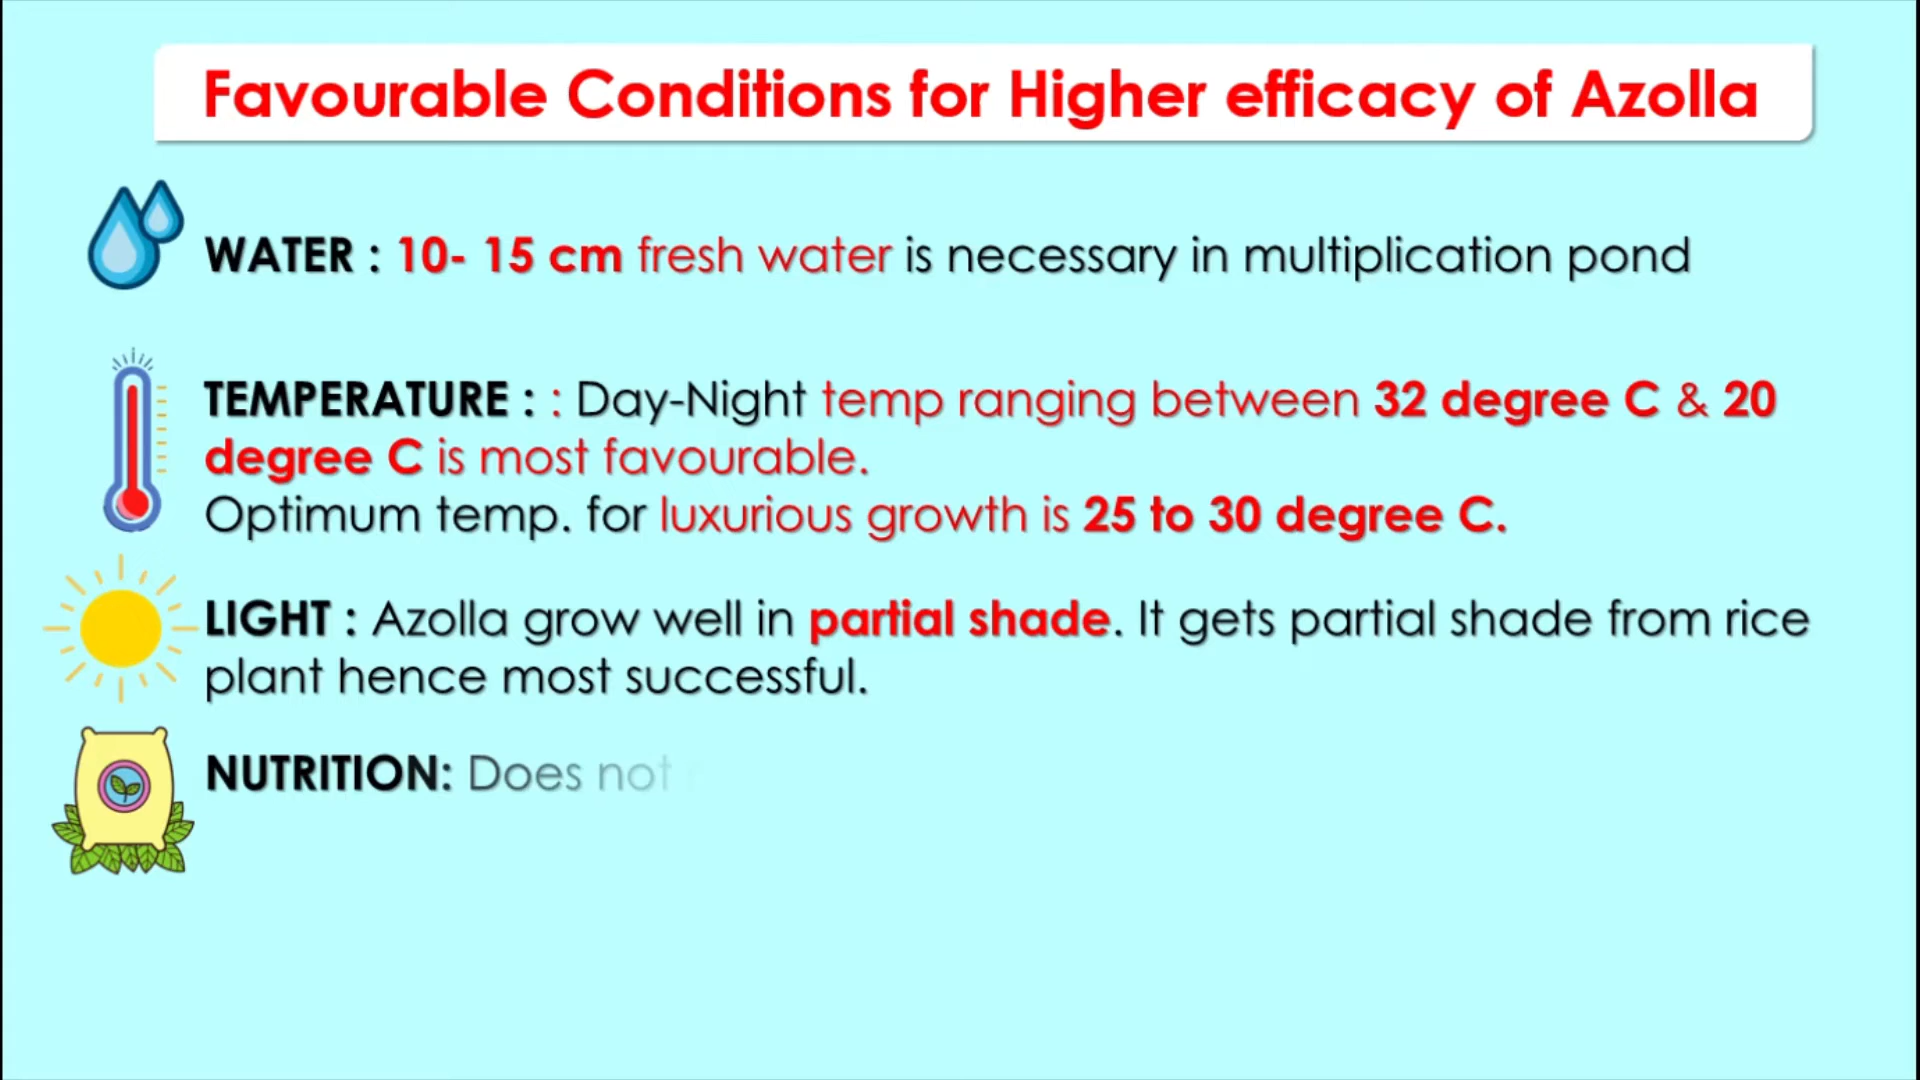 Favourable Conditions for Higher efficacy of Azolla
WATER : 10- 15 cm fresh water is necessary in multiplication pond
TEMPERATURE : : Day-Night temp ranging between 32 degree C & 20
degree C is most favourable.
Optimum temp. for luxurious growth is 25 to 30 degree C.
LIGHT : Azolla grow well in partial shade. It gets partial shade from rice
plant hence most successful.
NUTRITION: Does not